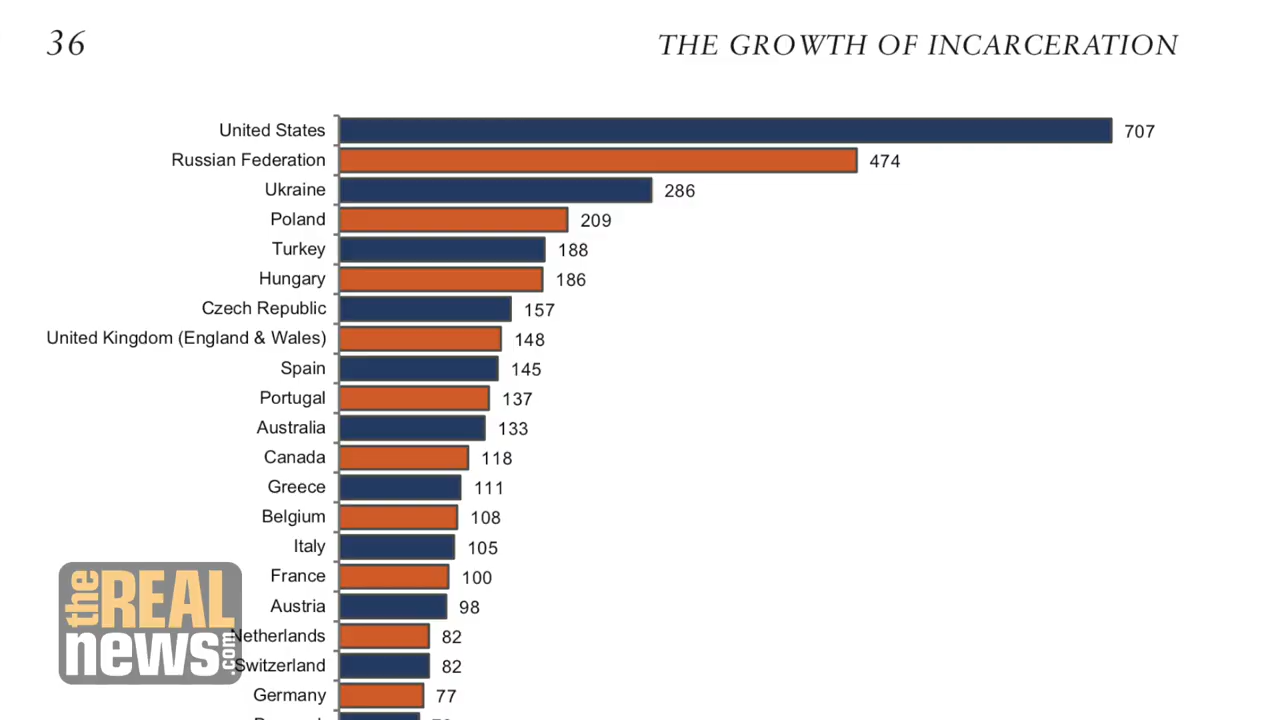 36 THE GROWTH OF INCARCERATION
United States 707
Russian Federation 474
Ukraine 286
Poland 209
Turkey 188
Hungary 186
Czech Republic 157
United Kingdom (England & Wales) 148
Spain 145
Portugal 137
Australia 133
Canada 118
Greece 111
Belgium 108
Italy 105
France 100
Austria 98
Netherlands 82
Switzerland 82
Germany 77
the REAL
news.com